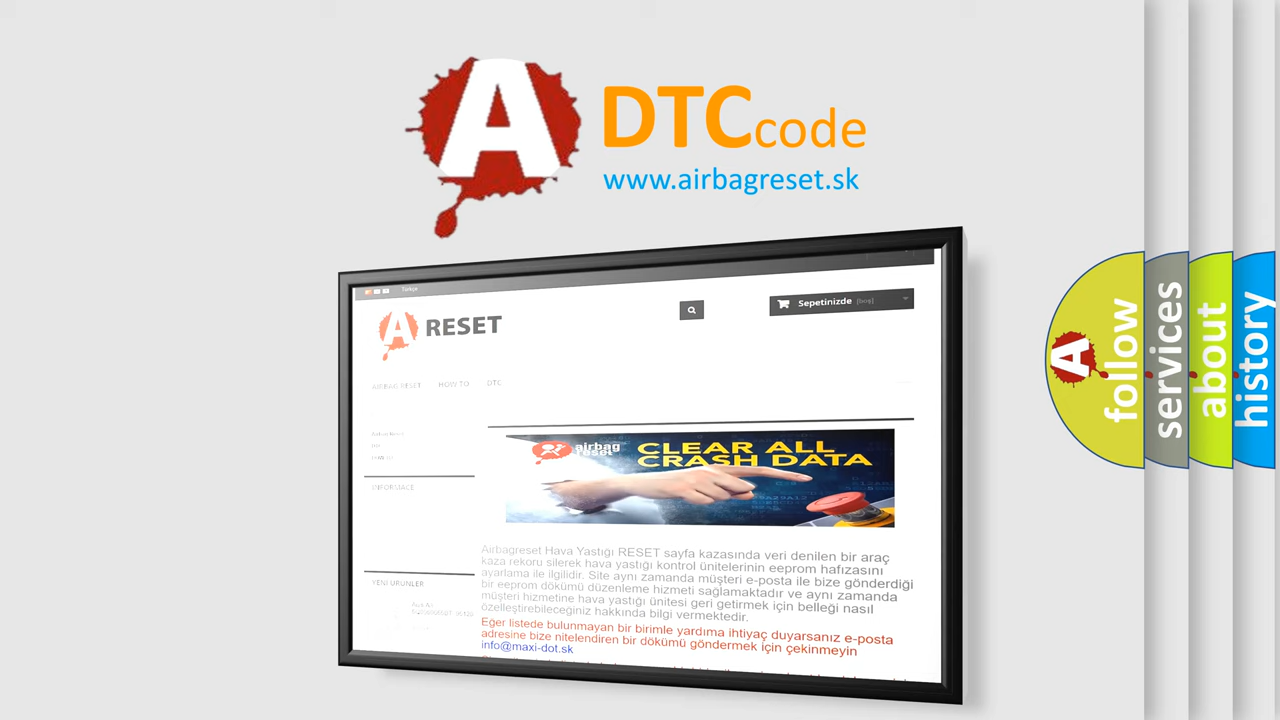 A DTCcode
www.airbagreset.sk
Türkçe
A RESET
Sepetinizde [boş]
AIRBAG RESET HOW TO DTC
INFORMACE
YENI ÜRÜNLER
airbag
reset
CLEAR ALL
CRASH DATA
Airbagreset Hava Yastığı RESET sayfa kazasında veri denilen bir araç
kaza rekoru silerek hava yastığı kontrol ünitelerinin eeprom hafızasını
ayarlama ile ilgilidir. Site aynı zamanda müşteri e-posta ile bize gönderdiği
bir eeprom dökümü düzenleme hizmeti sağlamaktadır ve aynı zamanda
müşteri hizmetine hava yastığı ünitesi geri getirmek için belleği nasıl
özelleştirebileceğiniz hakkında bilgi vermektedir.
Eğer listede bulunmayan bir birimle yardıma ihtiyaç duyarsanız e-posta
adresine bize nitelendiren bir dökümü göndermek için çekinmeyin
info@maxi-dot.sk
A follow
services
about
history